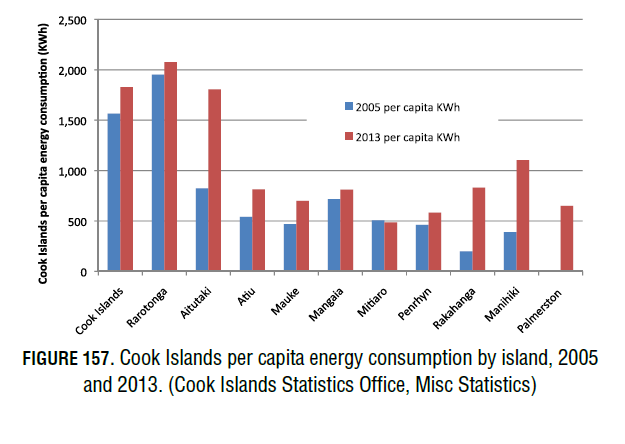 Cook Islands per capita energy consumption (KWh)
2,500
2,000
1,500
1,000
500
0
2005 per capita KWh
2013 per capita KWh
Cook Islands
Rarotonga
Aitutaki
Atiu
Mauke
Mangaia
Mitiaro
Penrhyn
Rakahanga
Manihiki
Palmerston
FIGURE 157. Cook Islands per capita energy consumption by island, 2005
and 2013. (Cook Islands Statistics Office, Misc Statistics)